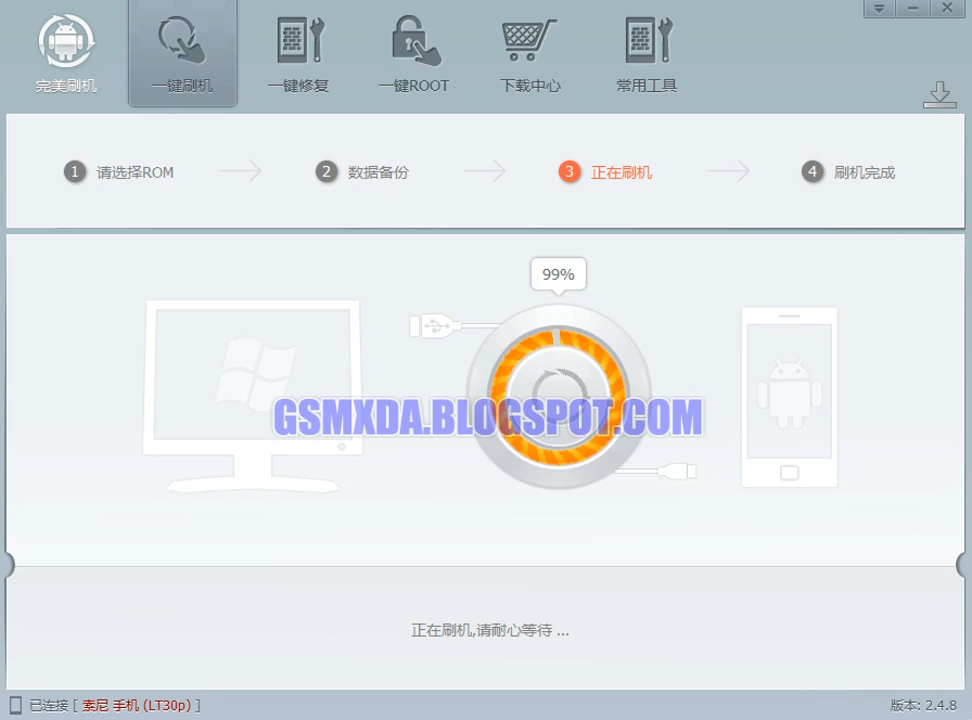 完美刷机
一键刷机
一键修复
一键ROOT
下载中心
常用工具
1 请选择ROM
2 数据备份
3 正在刷机
4 刷机完成
99%
GSMXDA.BLOGSPOT.COM
正在刷机,请耐心等待 ...
已连接 [ 索尼 手机 (LT30p) ]
版本: 2.4.8